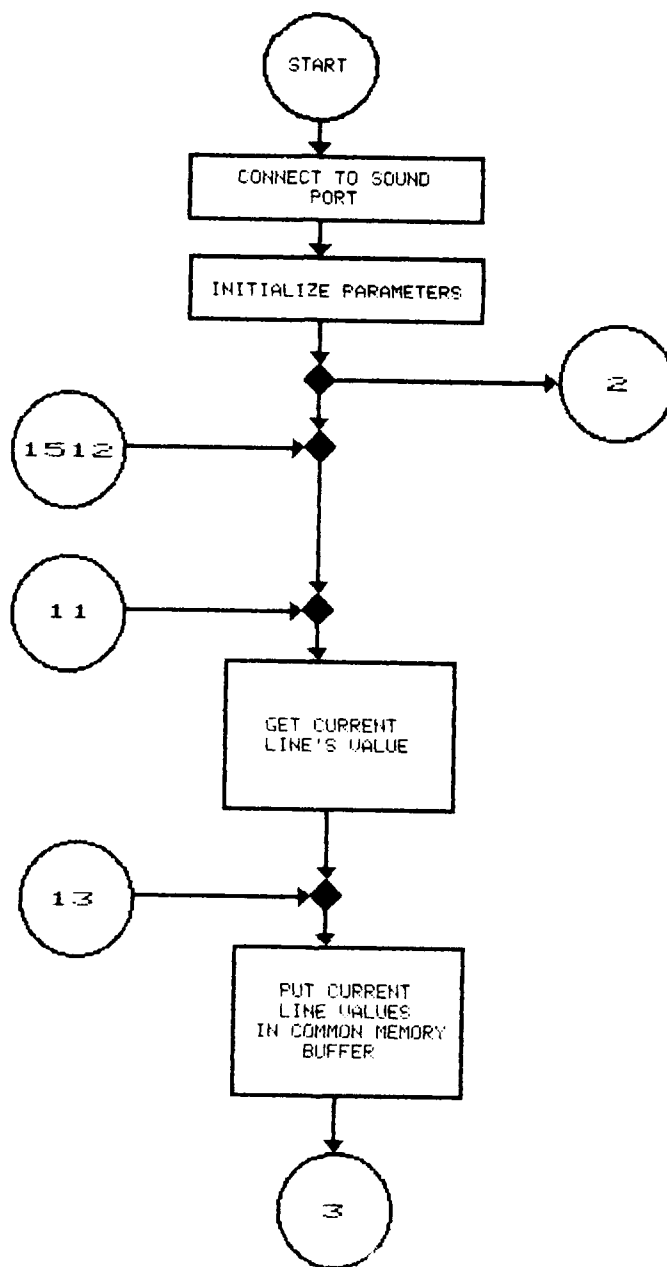 START
CONNECT TO SOUND
PORT
INITIALIZE PARAMETERS
2
1512
11
GET CURRENT
LINE'S VALUE
13
PUT CURRENT
LINE VALUES
IN COMMON MEMORY
BUFFER
3